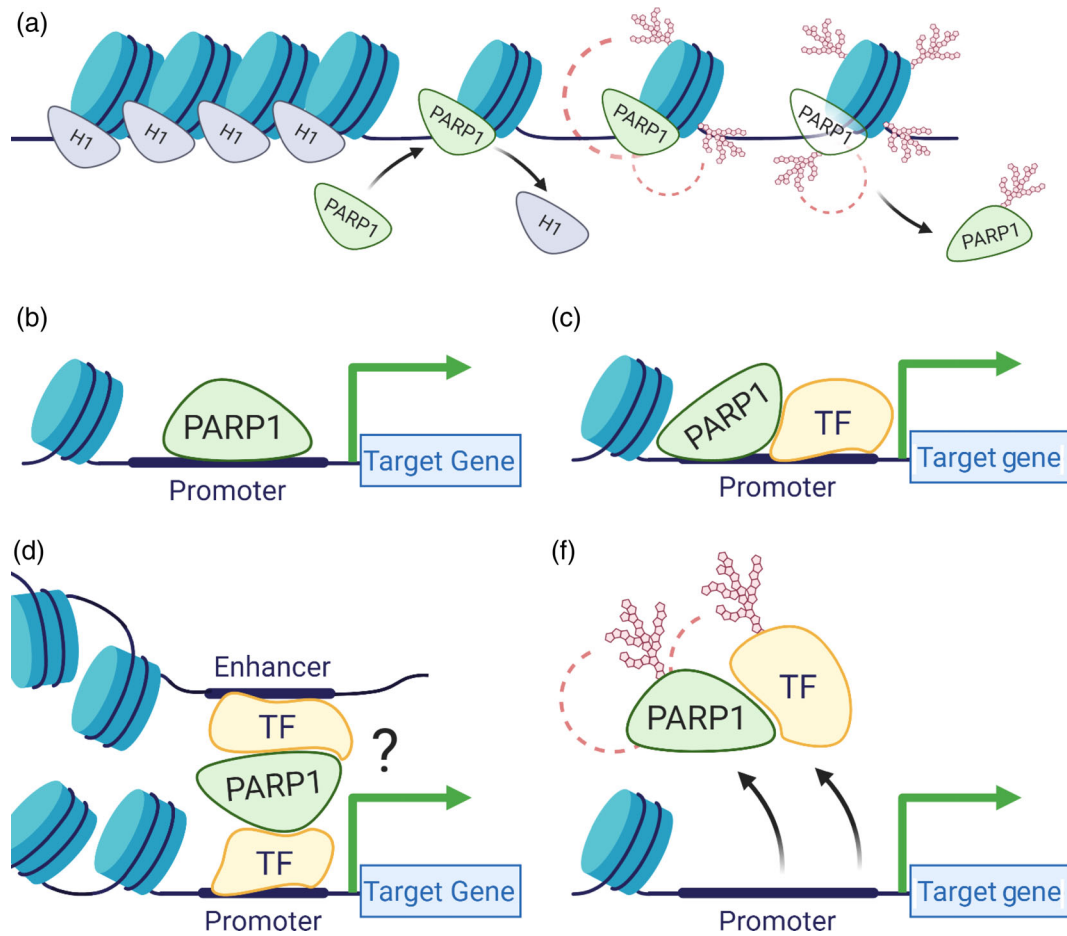 (a)
H1
H1
H1
H1
PARP1
PARP1
H1
PARP1
PARP1
PARP1
(b)
PARP1
Promoter
Target Gene
(c)
PARP1
TF
Promoter
Target gene
(d)
Enhancer
TF
PARP1
?
TF
Promoter
Target Gene
(f)
PARP1
TF
Promoter
Target gene